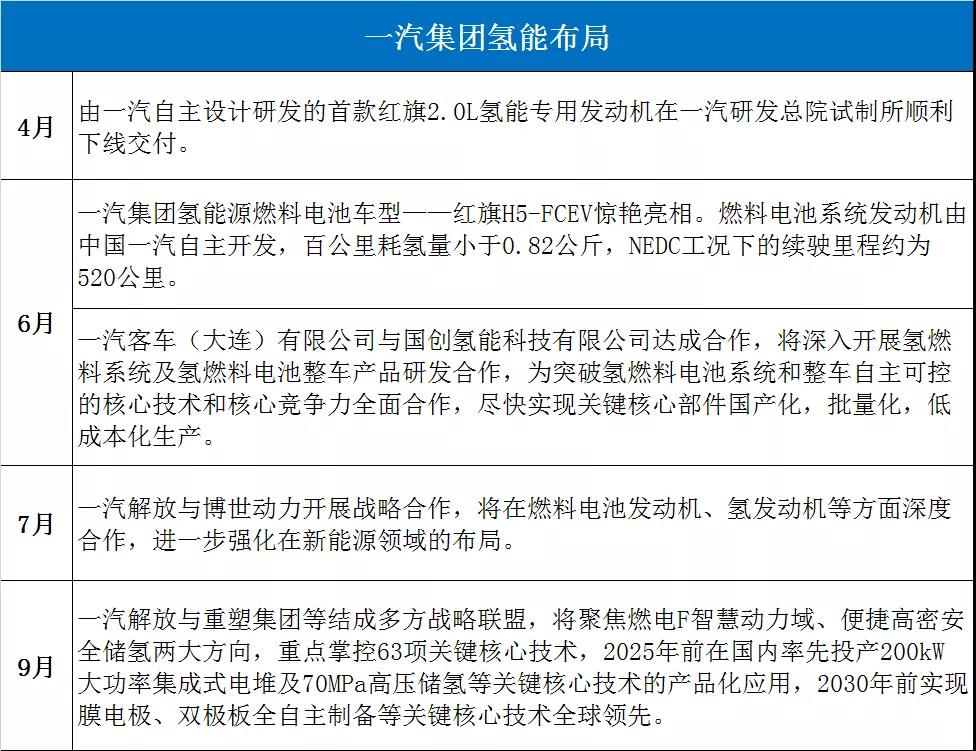 一汽集团氢能布局
4月
由一汽自主设计研发的首款红旗2.0L氢能专用发动机在一汽研发总院试制所顺利
下线交付。
6月
一汽集团氢能源燃料电池车型——红旗H5-FCEV惊艳亮相。燃料电池系统发动机由
中国一汽自主开发，百公里耗氢量小于0.82公斤，NEDC工况下的续驶里程约为
520公里。
一汽客车（大连）有限公司与国创氢能科技有限公司达成合作，将深入开展氢燃
料系统及氢燃料电池整车产品研发合作，为突破氢燃料电池系统和整车自主可控
的核心技术和核心竞争力全面合作，尽快实现关键核心部件国产化，批量化，低
成本化生产。
7月
一汽解放与博世动力开展战略合作，将在燃料电池发动机、氢发动机等方面深度
合作，进一步强化在新能源领域的布局。
9月
一汽解放与重塑集团等结成多方战略联盟，将聚焦燃电F智慧动力域、便捷高密安
全储氢两大方向，重点掌控63项关键核心技术，2025年前在国内率先投产200kW
大功率集成式电堆及70MPa高压储氢等关键核心技术的产品化应用，2030年前实现
膜电极、双极板全自主制备等关键核心技术全球领先。